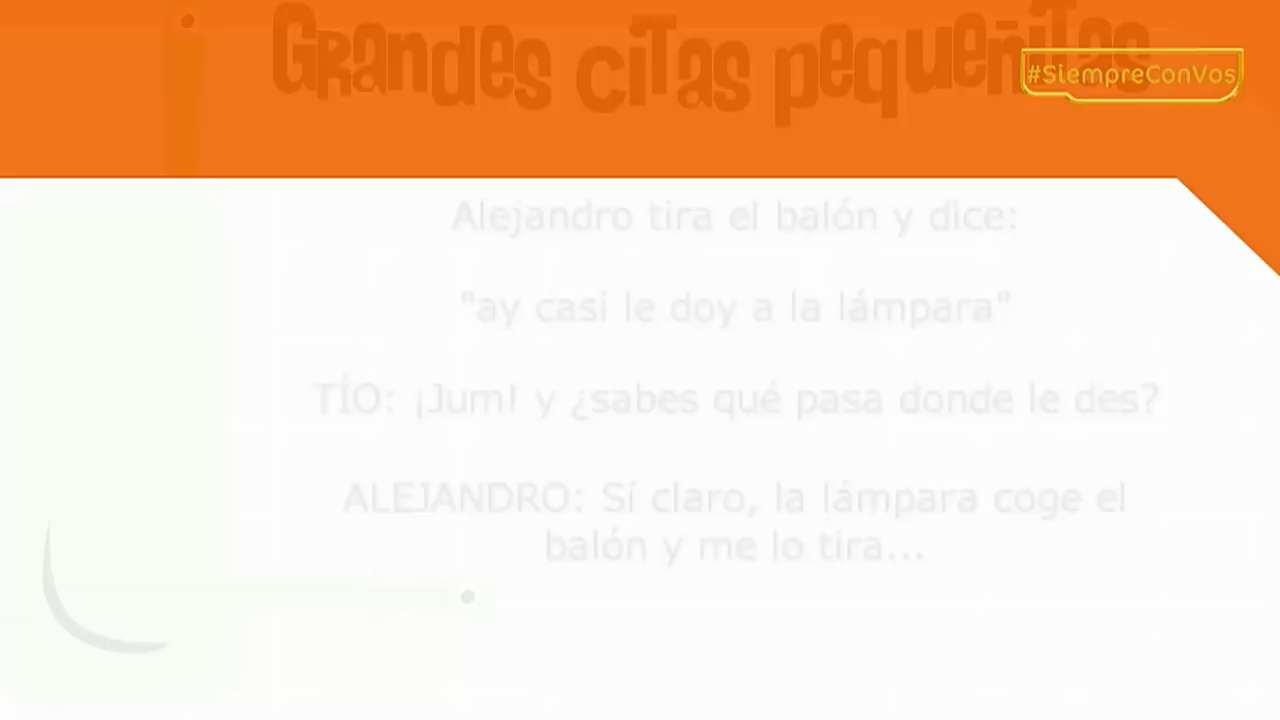 Grandes citas pequeñitas
#SiempreConVos
Alejandro tira el balón y dice:
"ay casi le doy a la lámpara"
TÍO: ¡Jum! y ¿sabes qué pasa donde le des?
ALEJANDRO: Sí claro, la lámpara coge el
balón y me lo tira...